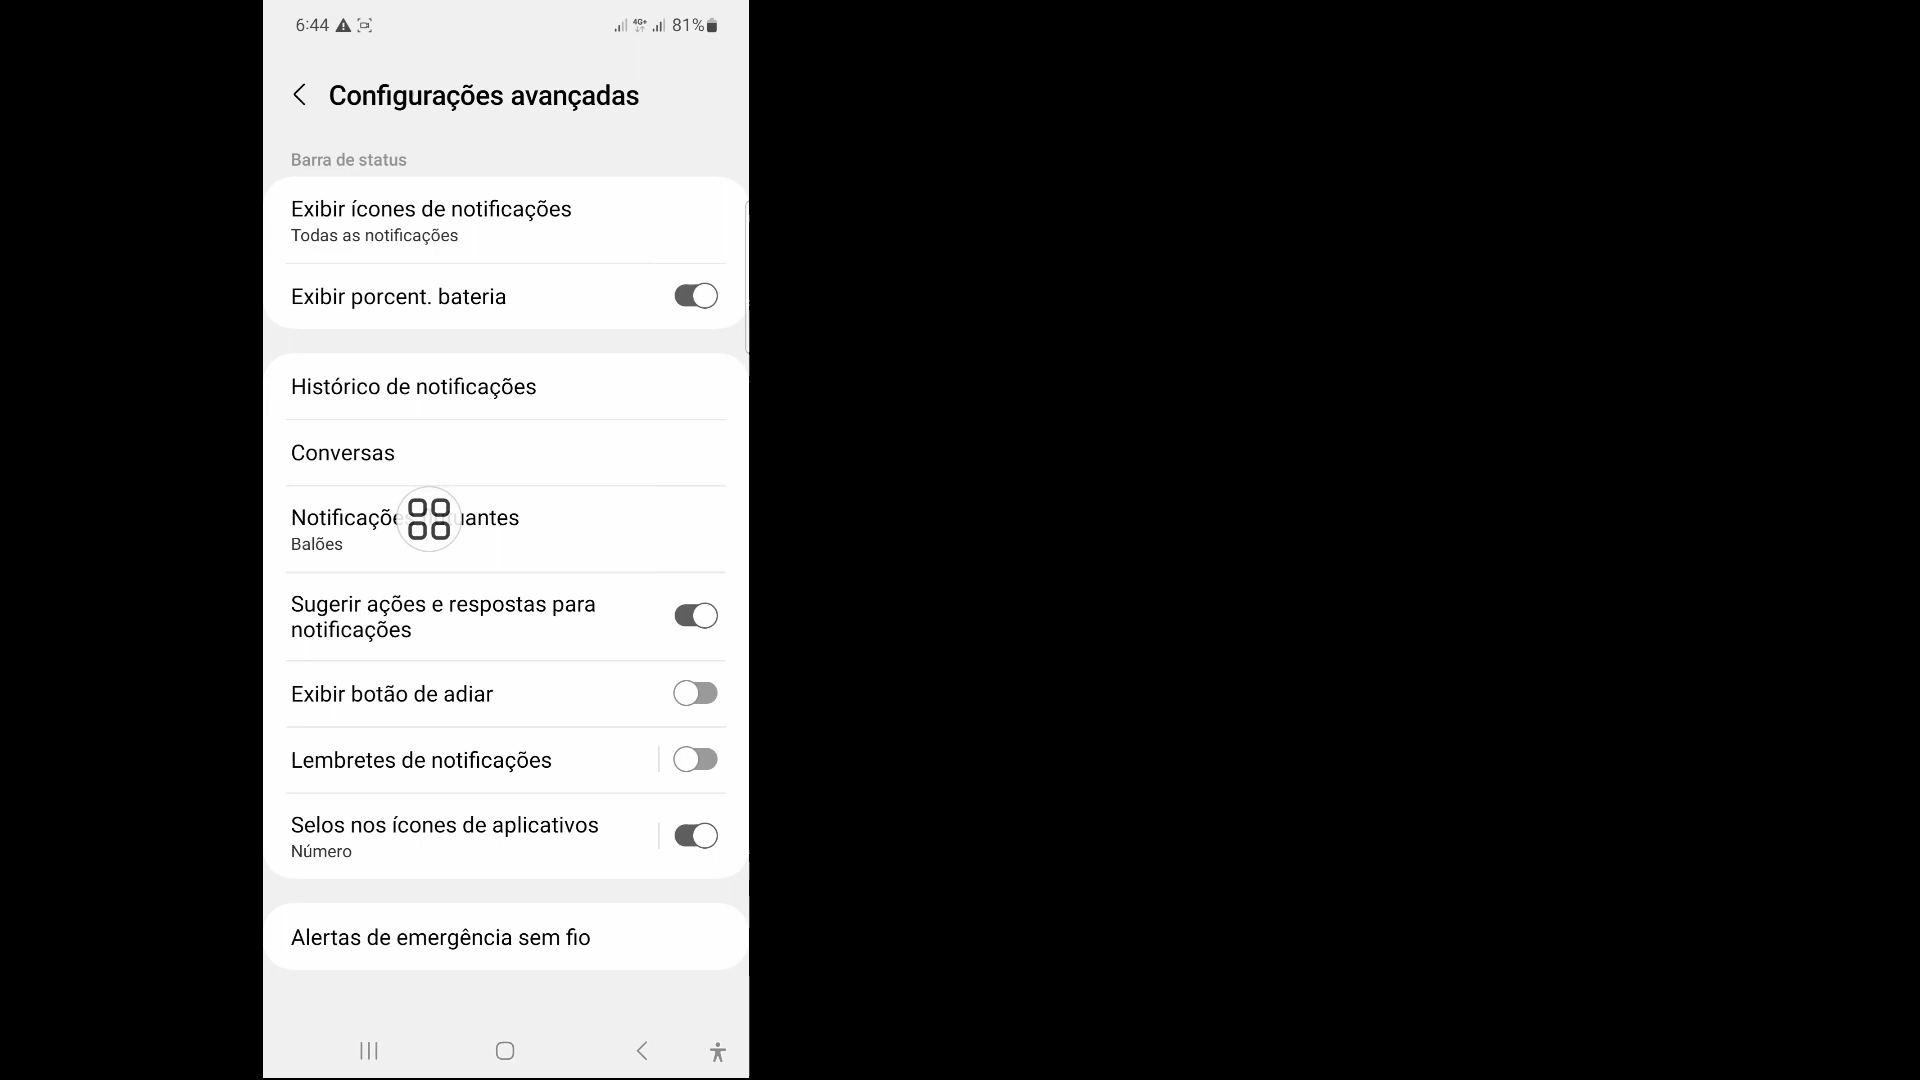 6:44
4G+
81%
Configurações avançadas
Barra de status
Exibir ícones de notificações
Todas as notificações
Exibir porcent. bateria
Histórico de notificações
Conversas
Balões
Sugerir ações e respostas para
notificações
Exibir botão de adiar
Lembretes de notificações
Selos nos ícones de aplicativos
Número
Alertas de emergência sem fio